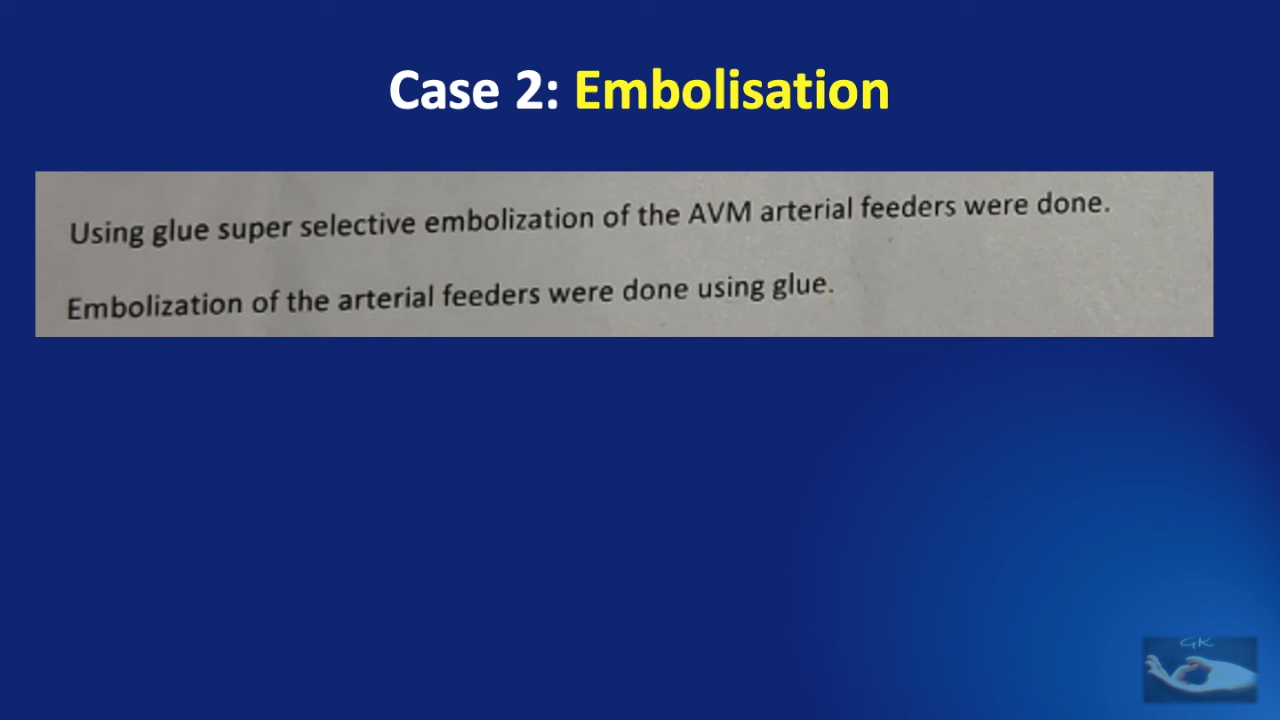 Case 2: Embolisation
Using glue super selective embolization of the AVM arterial feeders were done.
Embolization of the arterial feeders were done using glue.
GK